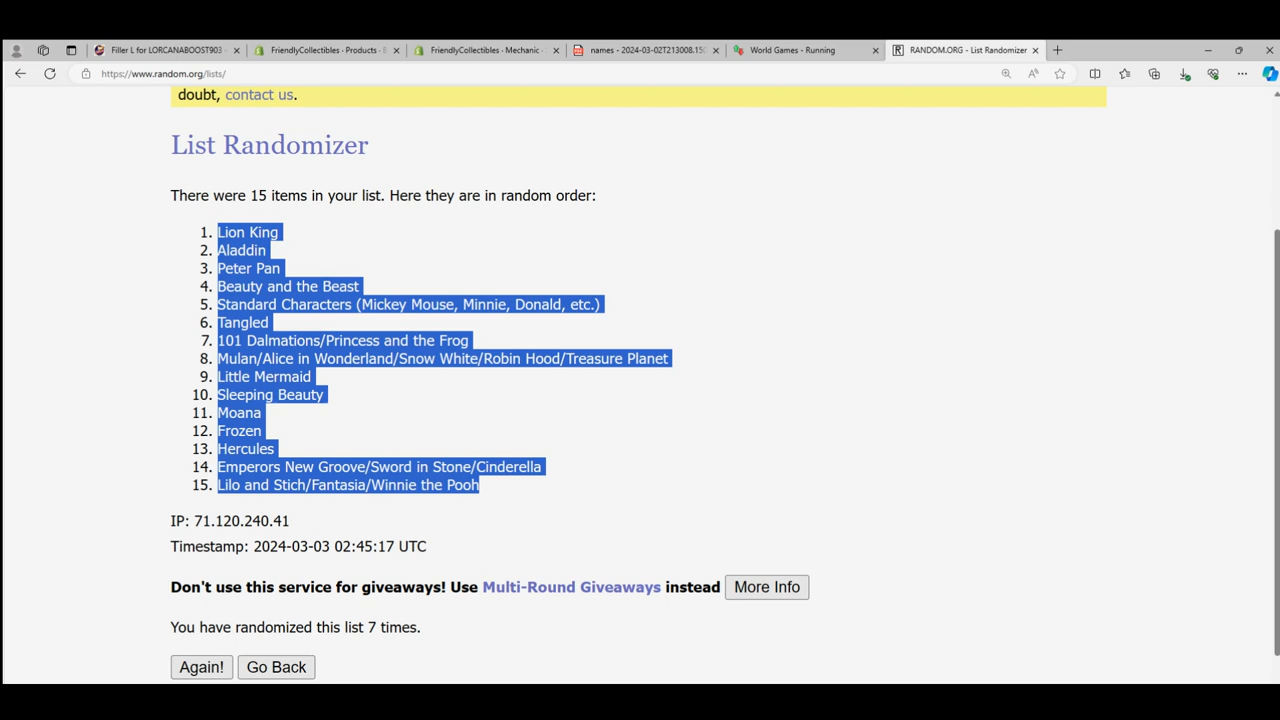 Filler L for LORCANABOOST903 -
FriendlyCollectibles · Products · B
FriendlyCollectibles · Mechanic ·
names - 2024-03-02T213008.15
World Games - Running
RANDOM.ORG - List Randomizer
https://www.random.org/lists/
doubt, contact us.
List Randomizer
There were 15 items in your list. Here they are in random order:
1. Lion King
2. Aladdin
3. Peter Pan
4. Beauty and the Beast
5. Standard Characters (Mickey Mouse, Minnie, Donald, etc.)
6. Tangled
7. 101 Dalmations/Princess and the Frog
8. Mulan/Alice in Wonderland/Snow White/Robin Hood/Treasure Planet
9. Little Mermaid
10. Sleeping Beauty
11. Moana
12. Frozen
13. Hercules
14. Emperors New Groove/Sword in Stone/Cinderella
15. Lilo and Stich/Fantasia/Winnie the Pooh
IP: 71.120.240.41
Timestamp: 2024-03-03 02:45:17 UTC
Don't use this service for giveaways! Use Multi-Round Giveaways instead More Info
You have randomized this list 7 times.
Again! Go Back